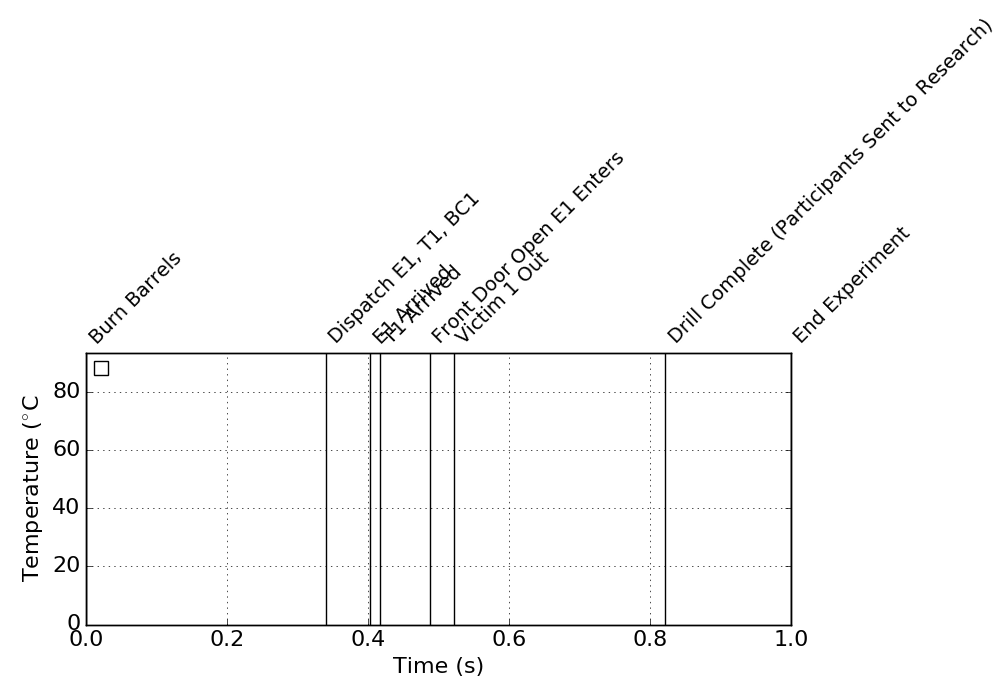 Burn Barrels
Dispatch E1, T1, BC1
E1 Arrived
T1 Arrived
Front Door Open E1 Enters
Victim 1 Out
Drill Complete (Participants Sent to Research)
End Experiment
Temperature (°C
80
60
40
20
0
0.0 0.2 0.4 0.6 0.8 1.0
Time (s)